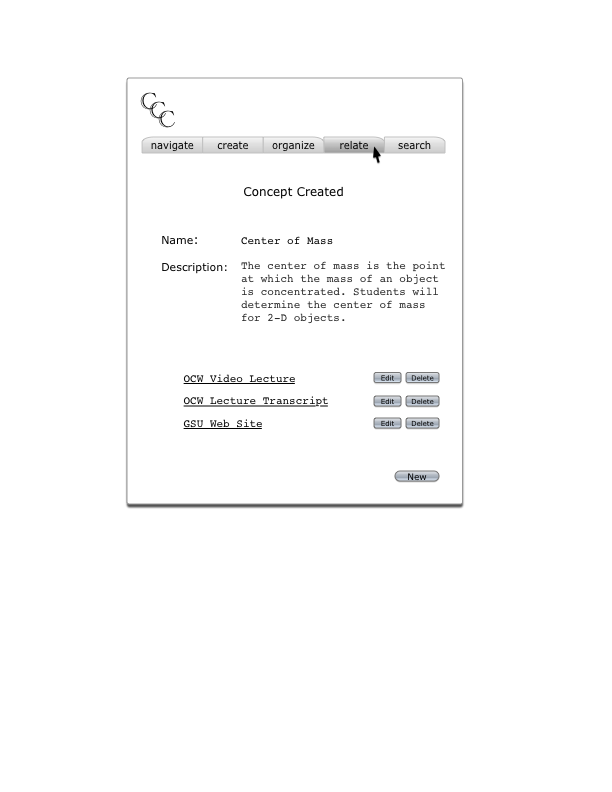 CCC
navigate create organize relate search
Concept Created
Name: Center of Mass
Description: The center of mass is the point
at which the mass of an object
is concentrated. Students will
determine the center of mass
for 2-D objects.
OCW Video Lecture Edit Delete
OCW Lecture Transcript Edit Delete
GSU Web Site Edit Delete
New